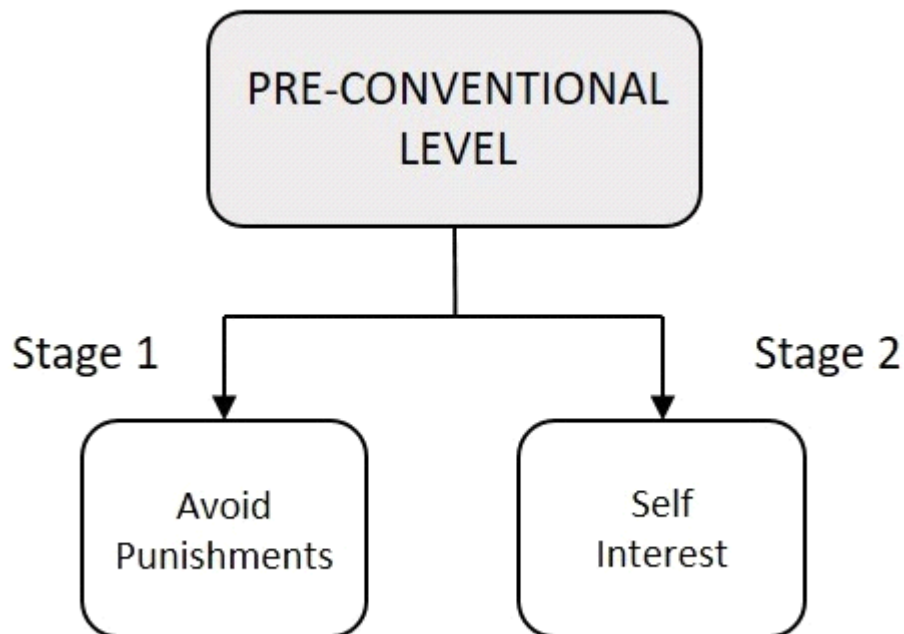 PRE-CONVENTIONAL
LEVEL
Stage 1
Stage 2
Avoid
Punishments
Self
Interest